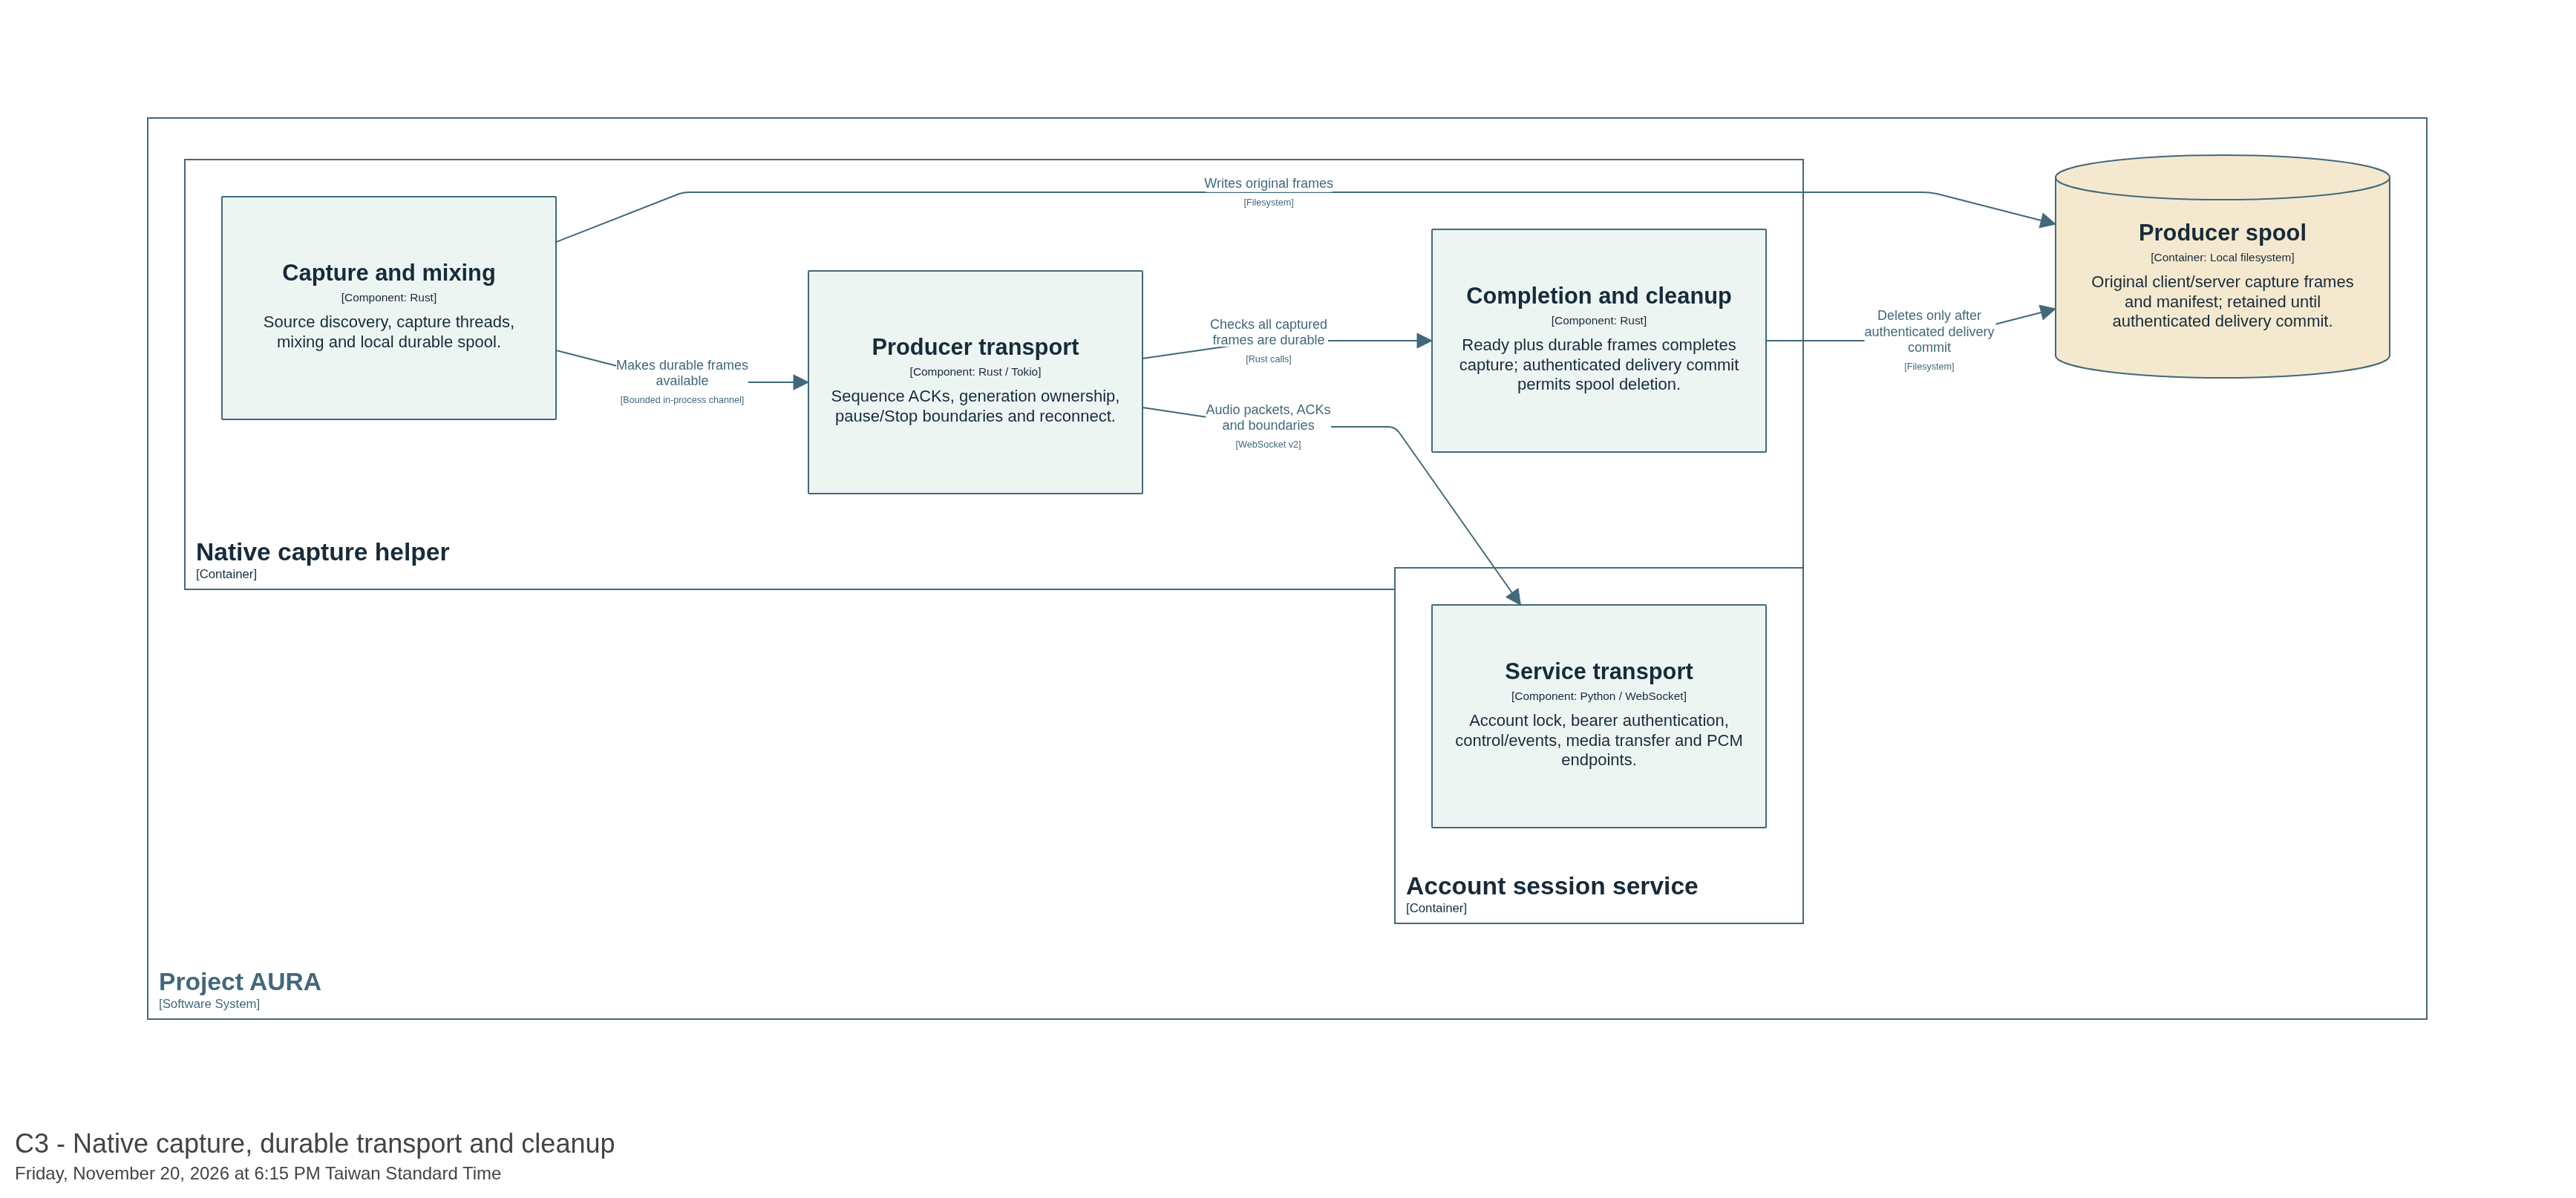 Writes original frames
[Filesystem]
Capture and mixing
[Component: Rust]
Source discovery, capture threads,
mixing and local durable spool.
Makes durable frames
available
[Bounded in-process channel]
Producer transport
[Component: Rust / Tokio]
Sequence ACKs, generation ownership,
pause/Stop boundaries and reconnect.
Checks all captured
frames are durable
[Rust calls]
Audio packets, ACKs
and boundaries
[WebSocket v2]
Completion and cleanup
[Component: Rust]
Ready plus durable frames completes
capture; authenticated delivery commit
permits spool deletion.
Deletes only after
authenticated delivery
commit
[Filesystem]
Producer spool
[Container: Local filesystem]
Original client/server capture frames
and manifest; retained until
authenticated delivery commit.
Native capture helper
[Container]
Service transport
[Component: Python / WebSocket]
Account lock, bearer authentication,
control/events, media transfer and PCM
endpoints.
Account session service
[Container]
Project AURA
[Software System]
C3 - Native capture, durable transport and cleanup
Friday, November 20, 2026 at 6:15 PM Taiwan Standard Time